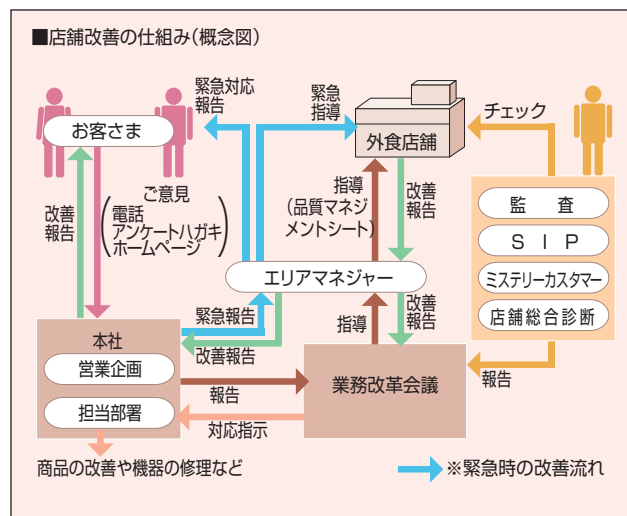 ■店舗改善の仕組み(概念図)
緊急対応
報告
緊急
指導
チェック
お客さま
外食店舗
ご意見
電話
アンケートハガキ
ホームページ
改善
報告
指導
(品質マネジ
メントシート)
改善
報告
監査
SIP
ミステリーカスタマー
店舗総合診断
エリアマネジャー
緊急報告
改善報告
指導
改善
報告
本社
営業企画
担当部署
報告
業務改革会議
報告
対応指示
商品の改善や機器の修理など
※緊急時の改善流れ